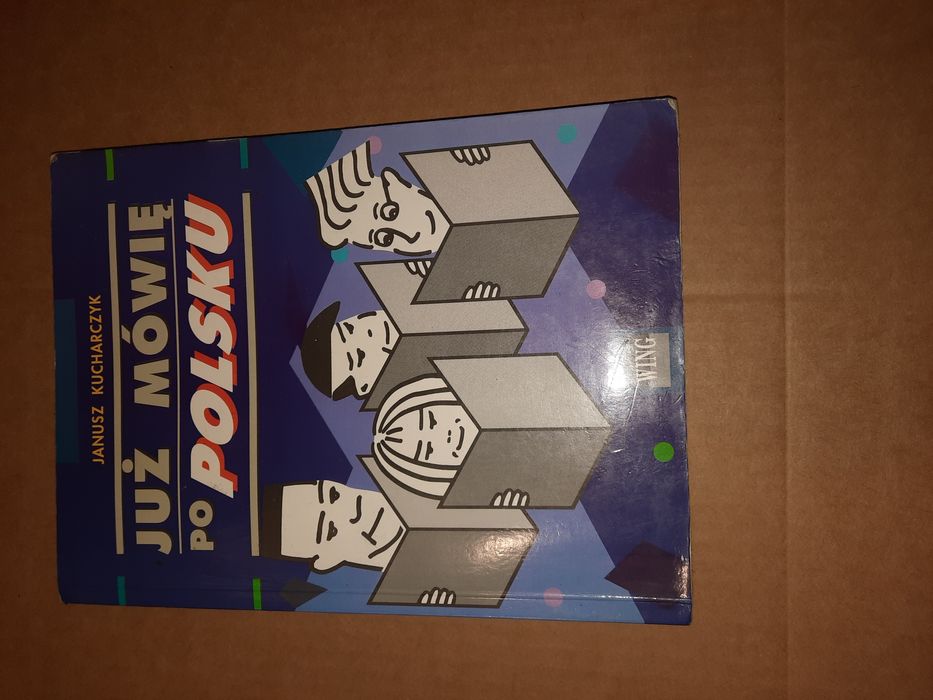 JANUSZ KUCHARCZYK
JUŻ MÓWIĘ
PO POLSKU
WING